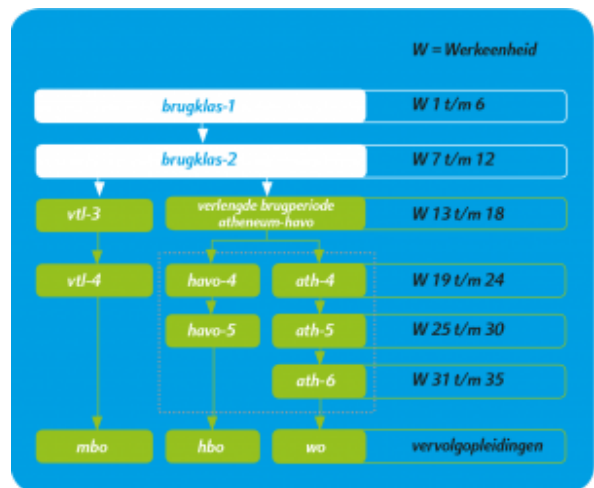 W = Werkeenheid
brugklas-1 W 1 t/m 6
brugklas-2 W 7 t/m 12
vtl-3 verlengde brugperiode atheneum-havo W 13 t/m 18
vtl-4 havo-4 ath-4 W 19 t/m 24
havo-5 ath-5 W 25 t/m 30
ath-6 W 31 t/m 35
mbo hbo wo vervolgopleidingen